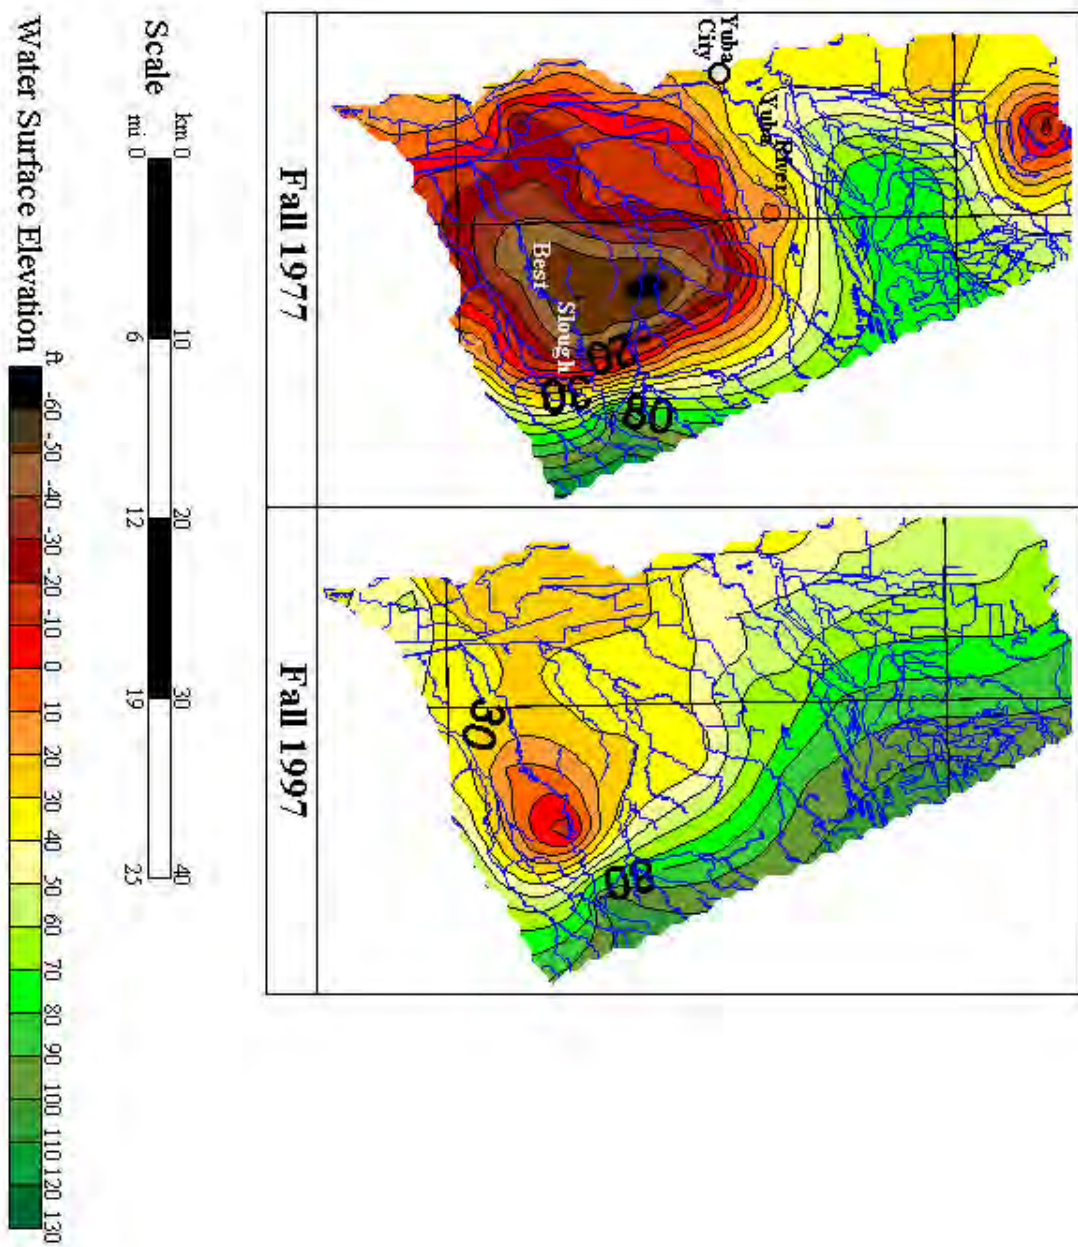 Yuba
City
Yuba
River
Best
Slough
-20
30
80
Fall 1977
30
80
Fall 1997
Scale
km 0 10 20 30 40
mi 0 6 12 19 25
Water Surface Elevation
ft -60 -50 -40 -30 -20 -10 0 10 20 30 40 50 60 70 80 90 100 110 120 130